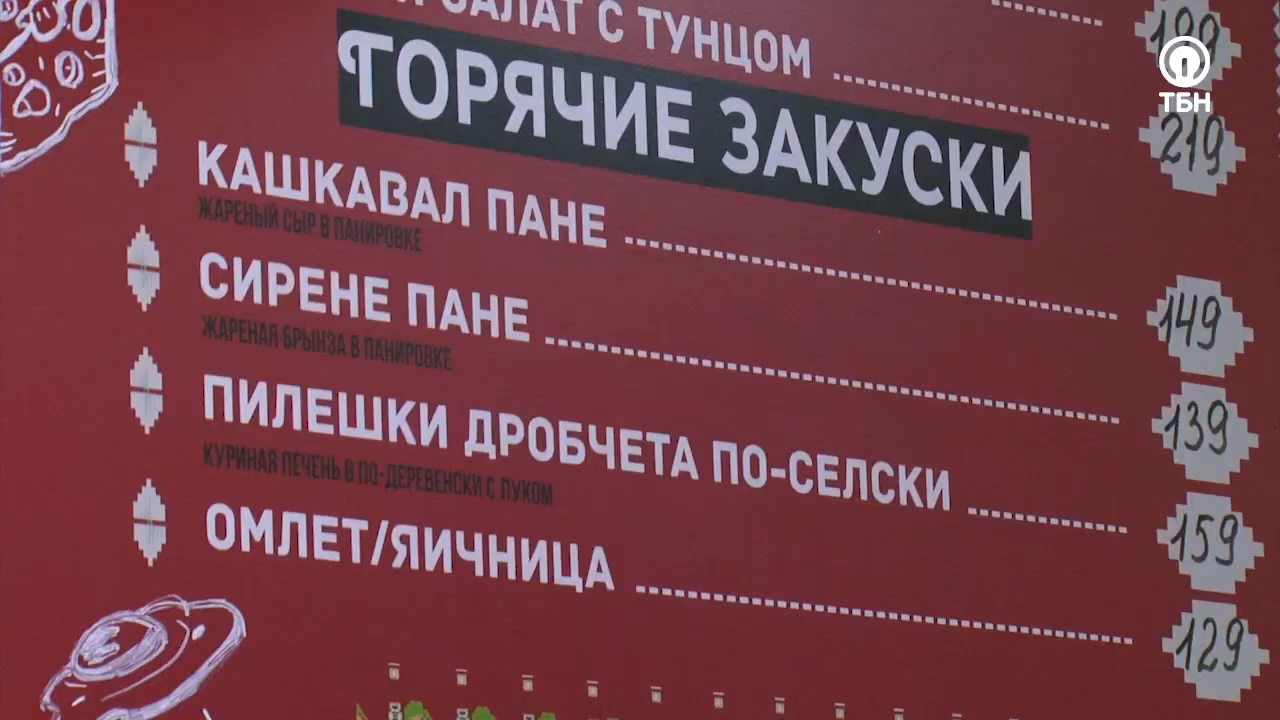 САЛАТ С ТУНЦОМ
199
219
ТБН
ГОРЯЧИЕ ЗАКУСКИ
КАШКАВАЛ ПАНЕ 149
ЖАРЕНЫЙ СЫР В ПАНИРОВКЕ
СИРЕНЕ ПАНЕ 139
ЖАРЕНАЯ БРЫНЗА В ПАНИРОВКЕ
ПИЛЕШКИ ДРОБЧЕТА ПО-СЕЛСКИ 159
КУРИНАЯ ПЕЧЕНЬ В ПО-ДЕРЕВЕНСКИ С ЛУКОМ
ОМЛЕТ/ЯИЧНИЦА 129